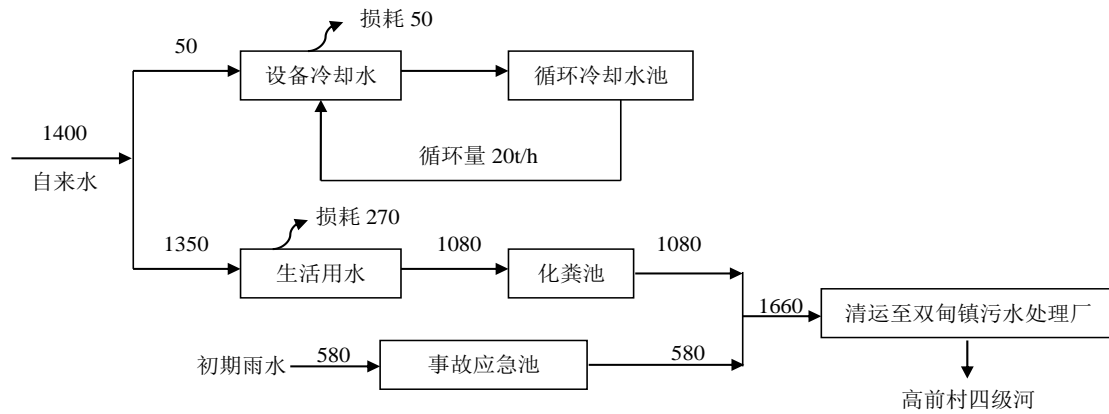 损耗 50
50
设备冷却水
循环冷却水池
1400
循环量 20t/h
自来水
损耗 270
1350
1080
1080
生活用水
化粪池
1660
清运至双甸镇污水处理厂
初期雨水
580
事故应急池
580
高前村四级河